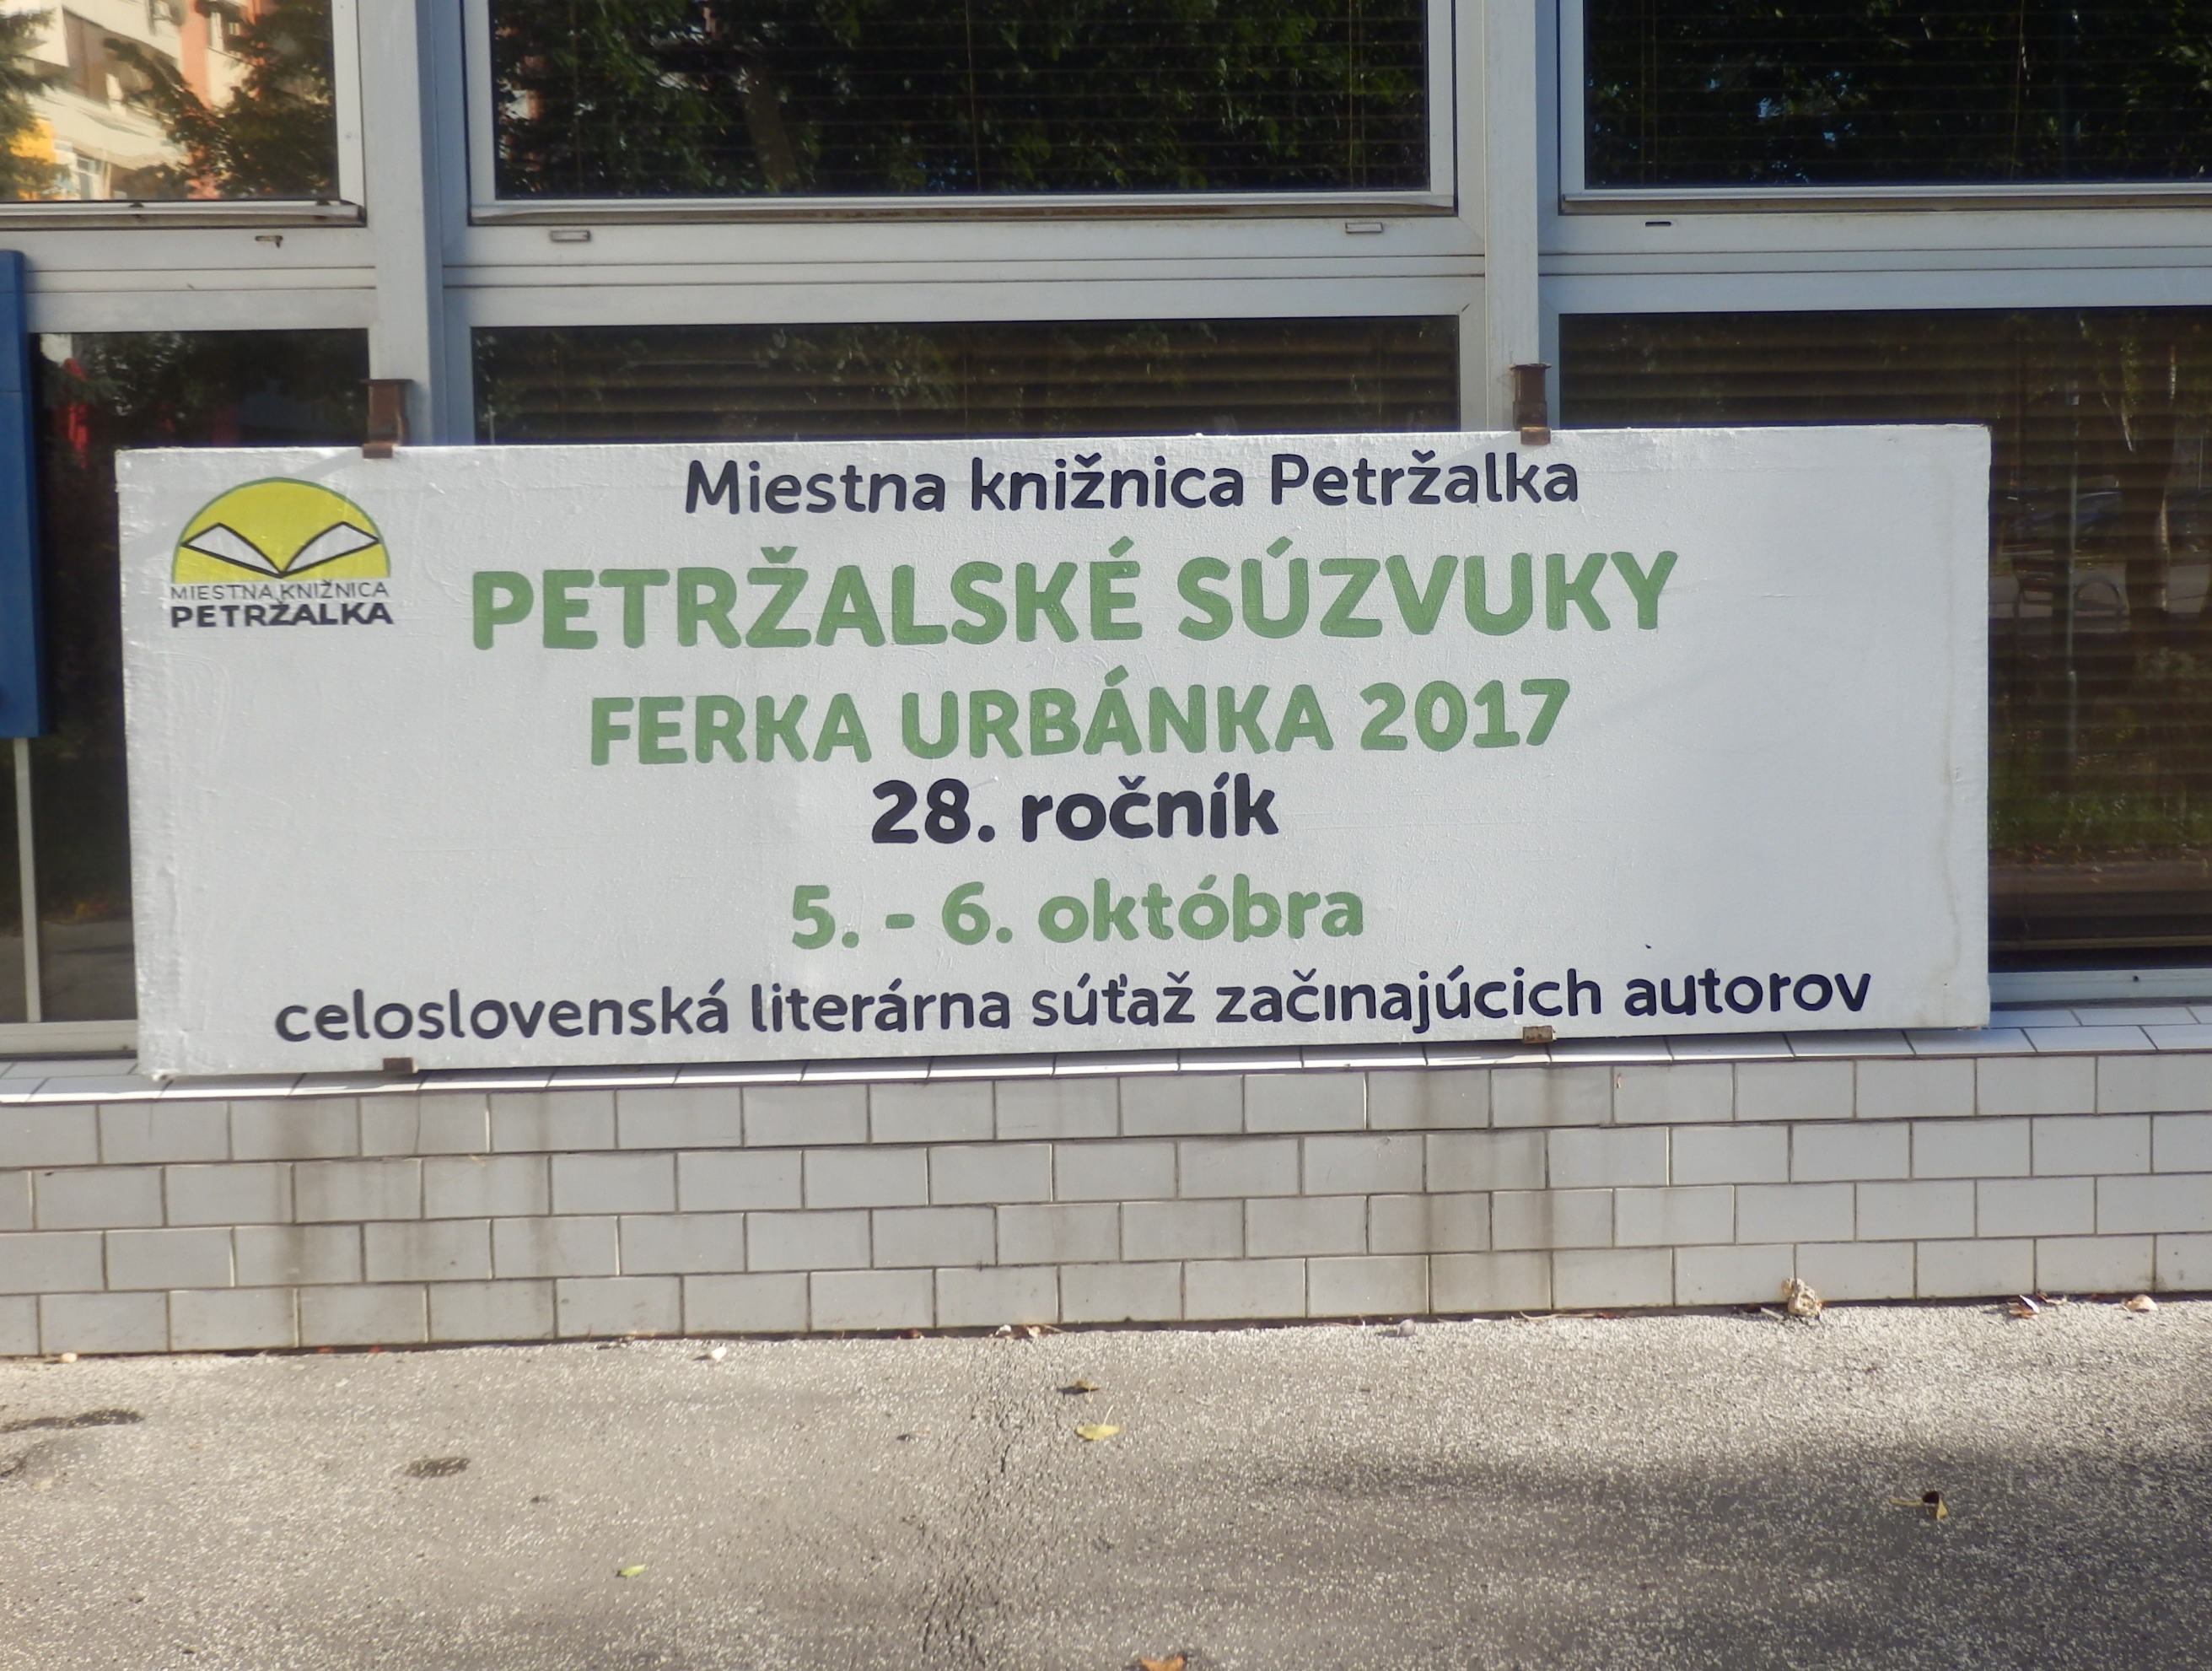 Miestna knižnica Petržalka
MIESTNA KNIŽNICA
PETRŽALKA
PETRŽALSKÉ SÚZVUKY
FERKA URBÁNKA 2017
28. ročník
5. - 6. októbra
celoslovenská literárna súťaž začínajúcich autorov